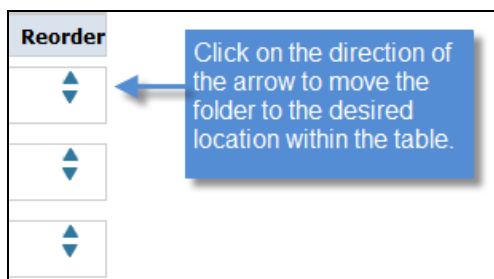 Reorder
Click on the direction of
the arrow to move the
folder to the desired
location within the table.